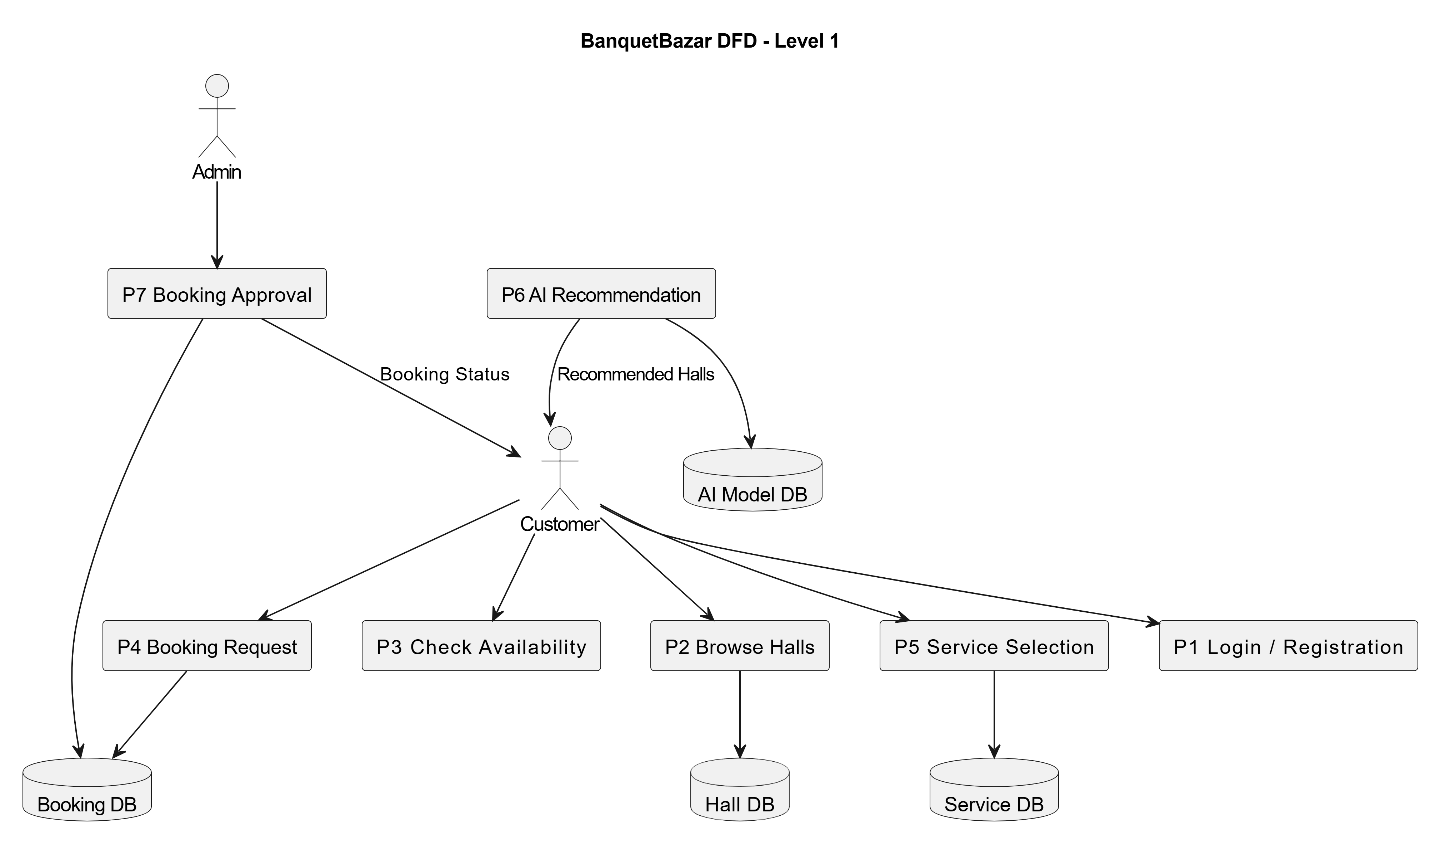 BanquetBazar DFD - Level 1
Admin
P7 Booking Approval
P6 AI Recommendation
Booking Status
Recommended Halls
AI Model DB
Customer
P4 Booking Request
P3 Check Availability
P2 Browse Halls
P5 Service Selection
P1 Login / Registration
Booking DB
Hall DB
Service DB